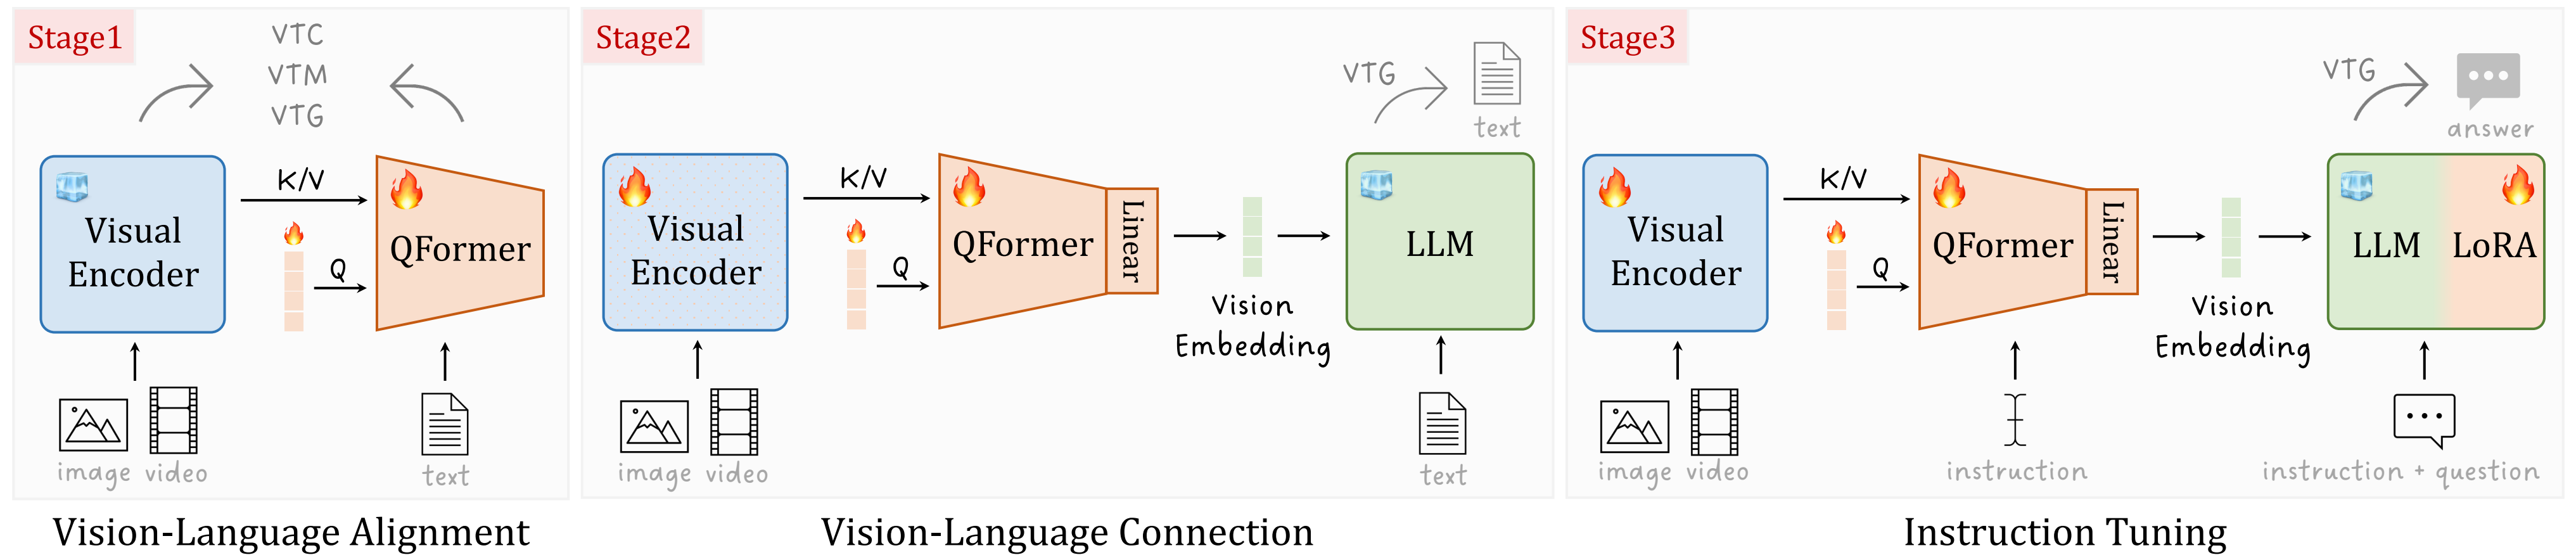 Stage1
VTC
VTM
VTG
Visual
Encoder
K/V
Q
QFormer
image video
text
Vision-Language Alignment
Stage2
VTG
text
Visual
Encoder
K/V
Q
QFormer
Linear
Vision
Embedding
LLM
image video
text
Vision-Language Connection
Stage3
VTG
answer
Visual
Encoder
K/V
Q
QFormer
Linear
Vision
Embedding
LLM
LoRA
image video
instruction
instruction + question
Instruction Tuning